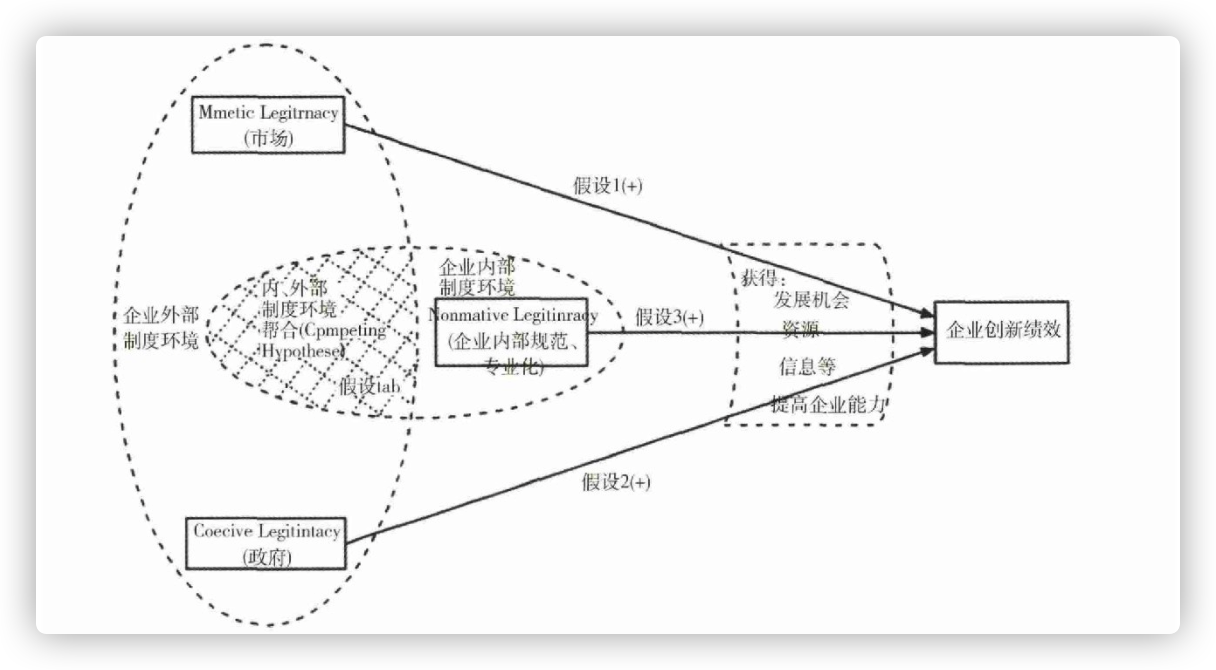 Mmetic Legitrnacy
(市场)
假设1(+)
企业外部
制度环境
内、外部
制度环境
帮合(Cpmpeting
Hypothese)
假设tab
企业内部
制度环境
Nonmative Legitinracy
(企业内部规范、
专业化)
假设3(+)
获得:
发展机会
资源
信息等
提高企业能力
企业创新绩效
假设2(+)
Coecive Legitintacy
(政府)